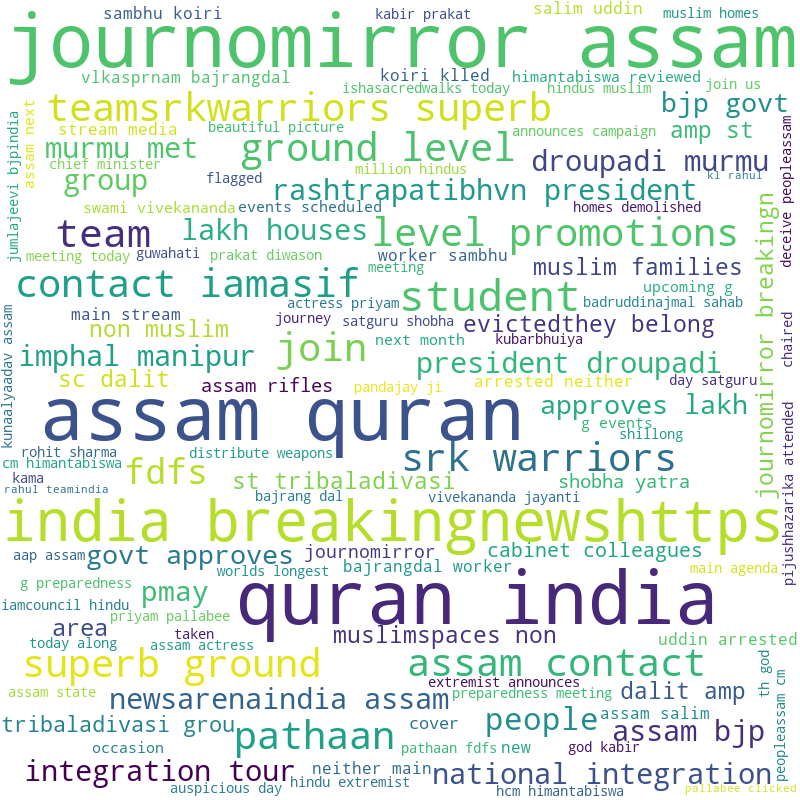 sambhu koiri
kabir prakat
salim uddin
muslim homes
journomirror assam
vlkasprnam bajrangdal
koiri klled
himantabiswa reviewed
ishasacredwalks today
hindus muslim
join us
teamsrkwarriors superb
bjp govt
assam next
jumlajeevi bjpindia
stream media
beautiful picture
announces campaign
amp st
murmu met
ground level
droupadi murmu
chief minister
million hindus
group
flagged
rashtrapatibhvn president
kl rahul
deceive peopleassam
swami vivekananda
events scheduled
homes demolished
team
lakh houses
level promotions
journomirror breakingn
meeting today
guwahati
prakat diwason
worker sambhu
meeting
muslim families
contact iamasif
actress priyam
student
upcoming g
badruddinajmal sahab
main stream
journey
satguru shobha
evictedthey belong
non muslim
join
next month
kubarbhuiya
chaired
kunaalyaadav assam
imphal manipur
president droupadi
sc dalit
assam rifles
pandajay ji
arrested neither
day satguru
assam quran
approves lakh
g events
shillong
rohit sharma
distribute weapons
srk warriors
cm himantabiswa
fdfs
st tribaladivasi
shobha yatra
kama
rahul teamindia
bajrang dal
vivekananda jayanti
pijushhazarika attended
india breakingnewshttps
aap assam
govt approves
journomirror
cabinet colleagues
worlds longest
bajrangdal worker
main agenda
g preparedness
pmay
quran india
iamcouncil hindu
priyam pallabee
area
taken
muslimspaces non
uddin arrested
today along
assam actress
superb ground
assam contact
th god
peopleassam cm
extremist announces
assam state
newsarenaindia assam
preparedness meeting
dalit amp
tribaladivasi grou
cover
people
assam salim
pathaan
assam bjp
occasion
pathaan fdfs
new
god kabir
integration tour
neither main
national integration
hindu extremist
auspicious day
hcm himantabiswa
pallabee clicked